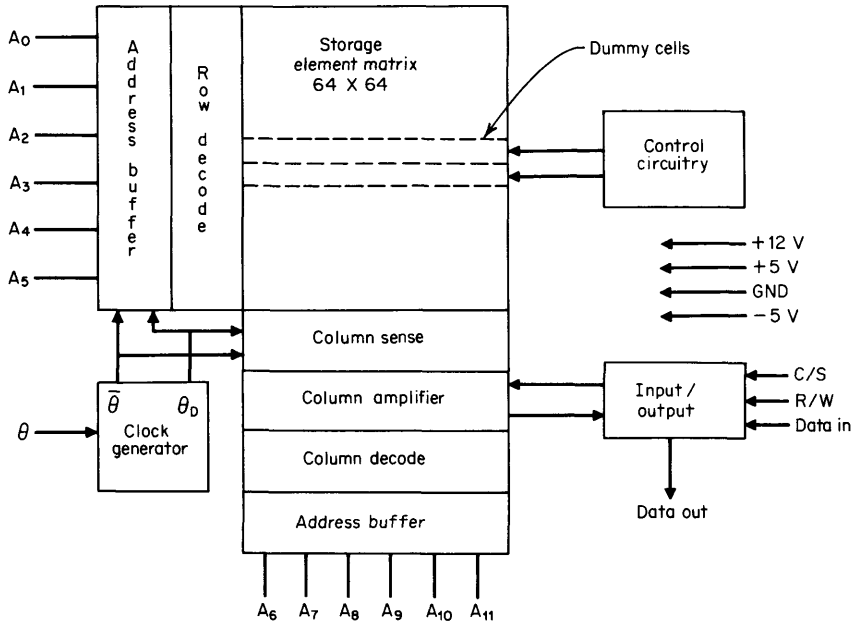 A₀
A₁
A₂
A₃
A₄
A₅
Address buffer
Row decode
Storage
element matrix
64 X 64
Dummy cells
Control
circuitry
+12 V
+5 V
GND
−5 V
Column sense
Column amplifier
Column decode
Address buffer
θ̅
θD
θ
Clock
generator
Input/
output
C/S
R/W
Data in
Data out
A₆ A₇ A₈ A₉ A₁₀ A₁₁